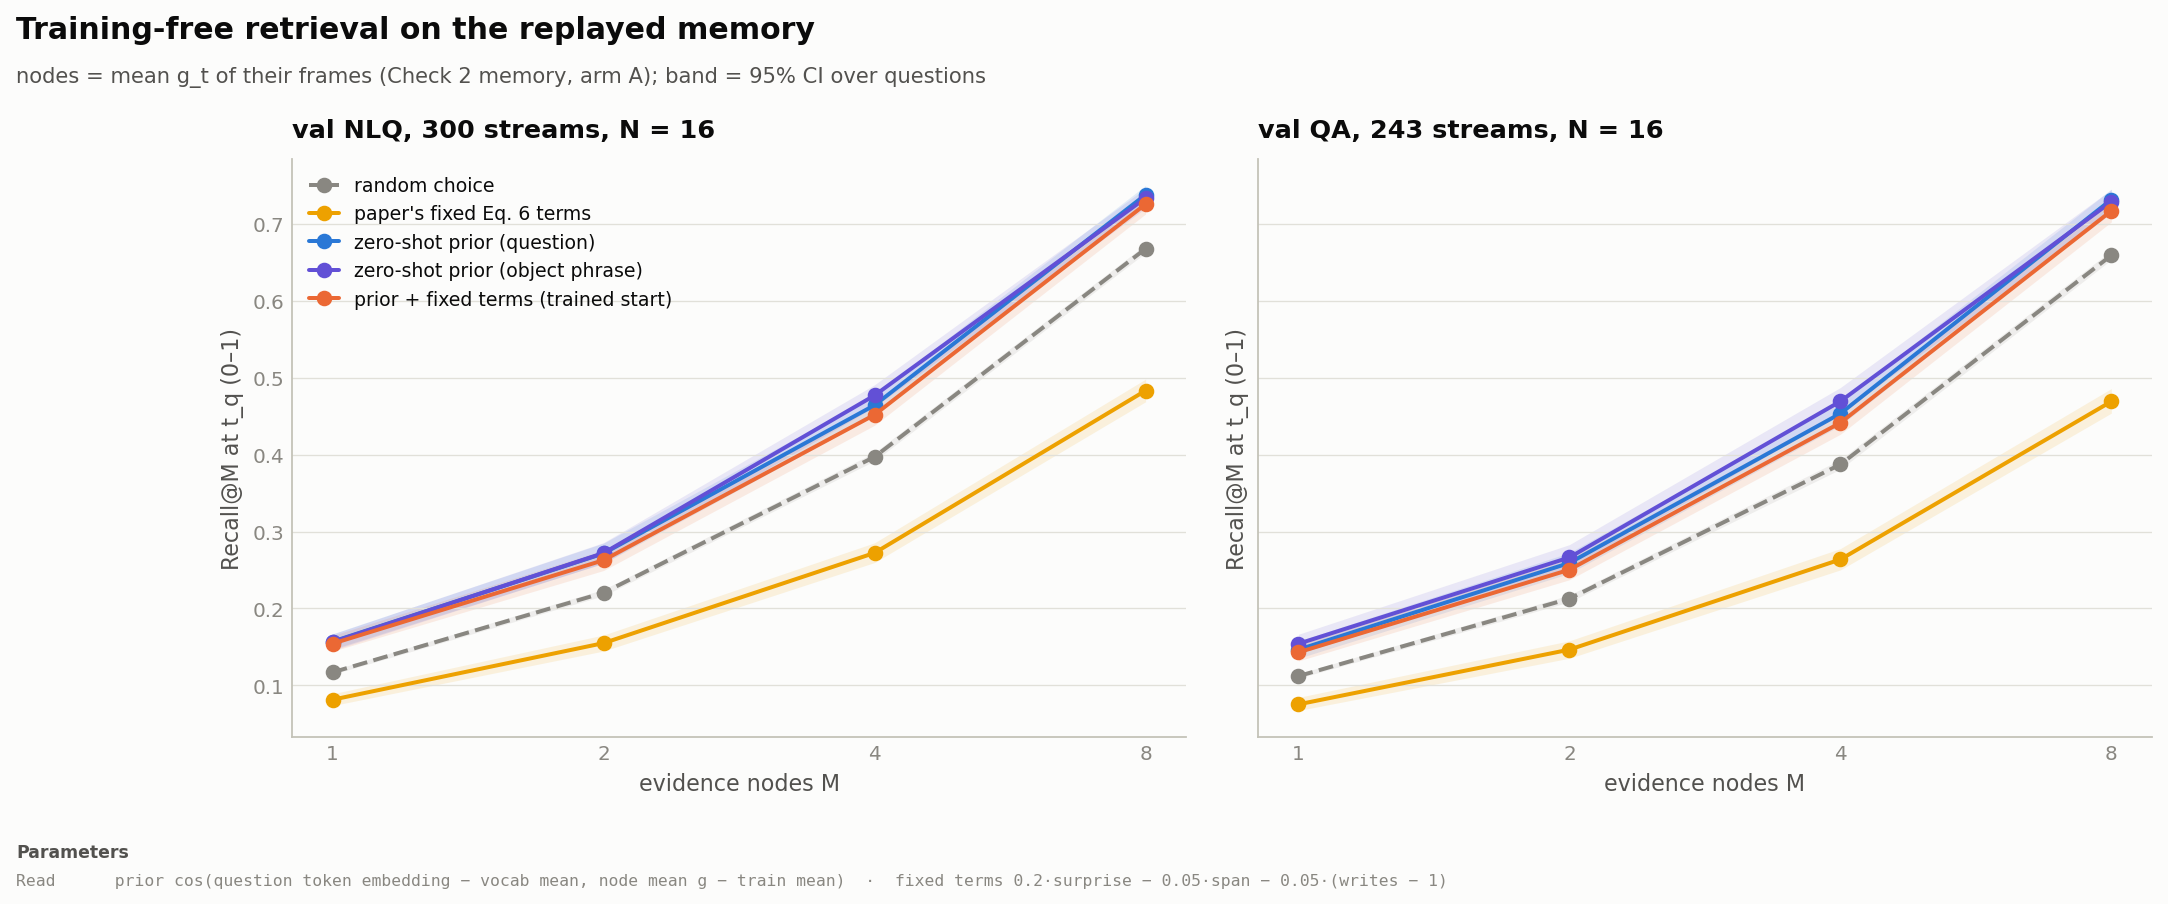 Training-free retrieval on the replayed memory
nodes = mean g_t of their frames (Check 2 memory, arm A); band = 95% CI over questions
val NLQ, 300 streams, N = 16
random choice
paper's fixed Eq. 6 terms
zero-shot prior (question)
zero-shot prior (object phrase)
prior + fixed terms (trained start)
0.7
0.6
0.5
0.4
0.3
0.2
0.1
Recall@M at t_q (0–1)
1 2 4 8
evidence nodes M
val QA, 243 streams, N = 16
Recall@M at t_q (0–1)
1 2 4 8
evidence nodes M
Parameters
Read prior cos(question token embedding − vocab mean, node mean g − train mean) · fixed terms 0.2·surprise − 0.05·span − 0.05·(writes − 1)